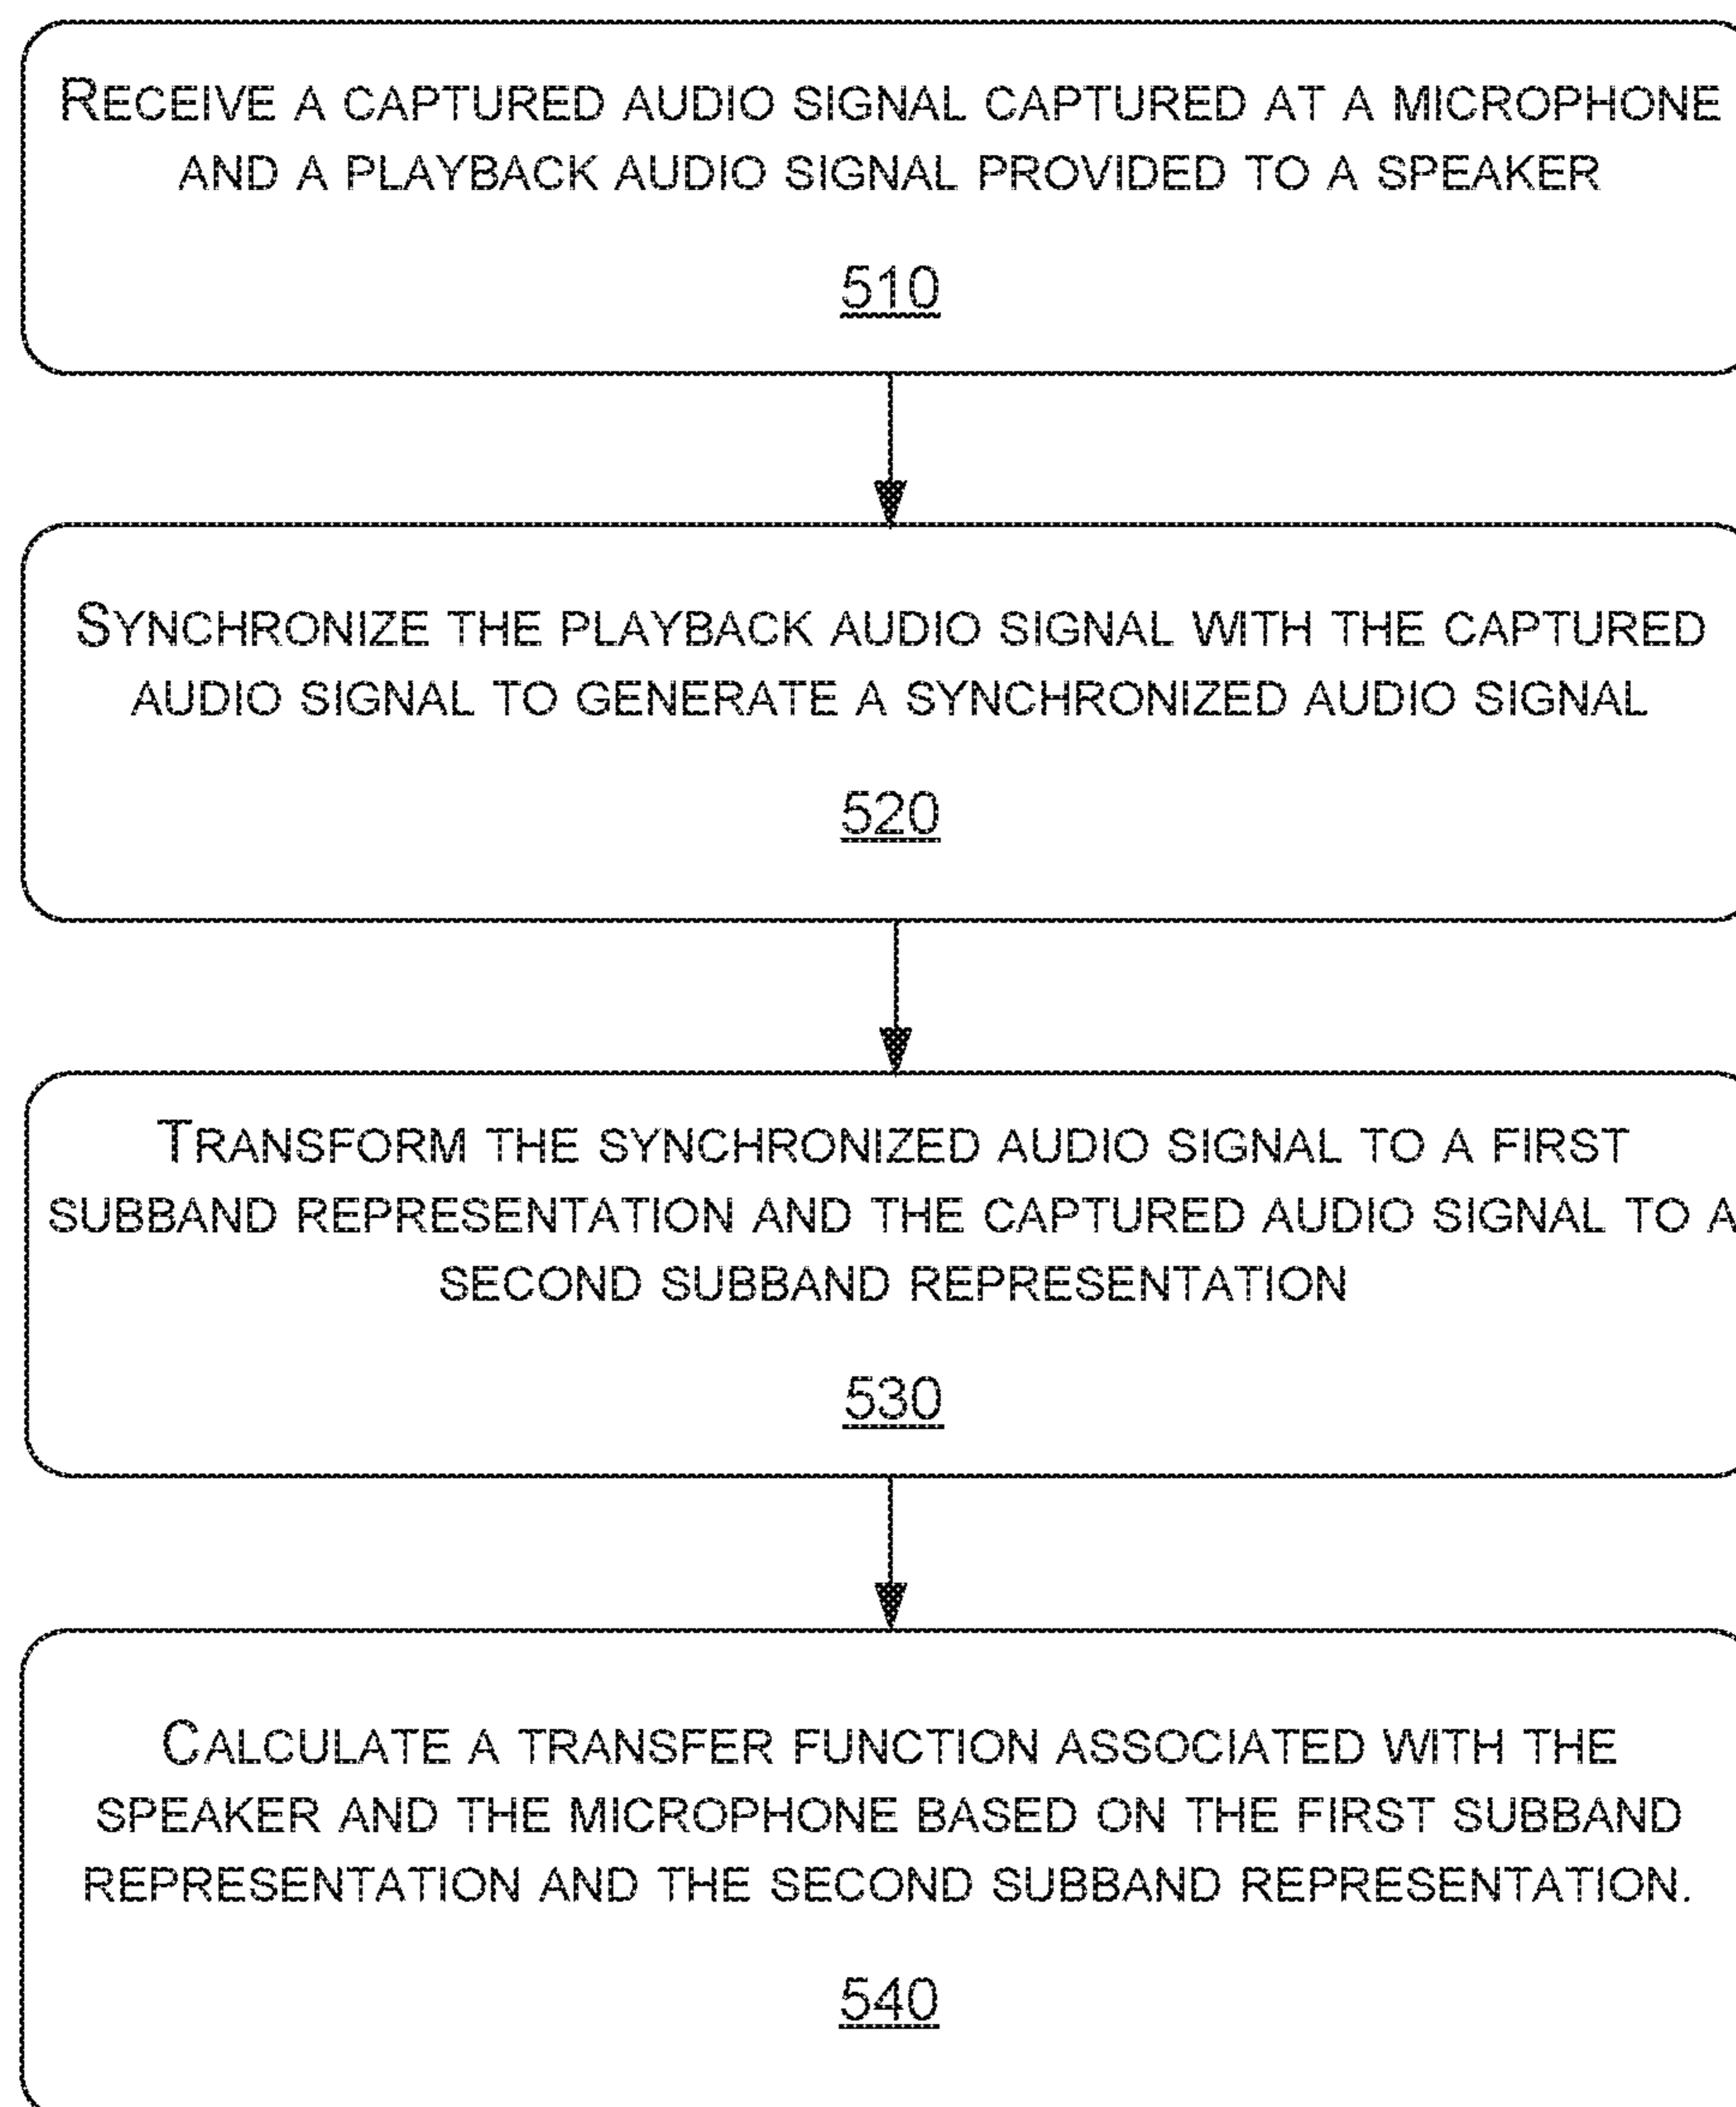 RECEIVE A CAPTURED AUDIO SIGNAL CAPTURED AT A MICROPHONE
AND A PLAYBACK AUDIO SIGNAL PROVIDED TO A SPEAKER
510
SYNCHRONIZE THE PLAYBACK AUDIO SIGNAL WITH THE CAPTURED
AUDIO SIGNAL TO GENERATE A SYNCHRONIZED AUDIO SIGNAL
520
TRANSFORM THE SYNCHRONIZED AUDIO SIGNAL TO A FIRST
SUBBAND REPRESENTATION AND THE CAPTURED AUDIO SIGNAL TO A
SECOND SUBBAND REPRESENTATION
530
CALCULATE A TRANSFER FUNCTION ASSOCIATED WITH THE
SPEAKER AND THE MICROPHONE BASED ON THE FIRST SUBBAND
REPRESENTATION AND THE SECOND SUBBAND REPRESENTATION.
540